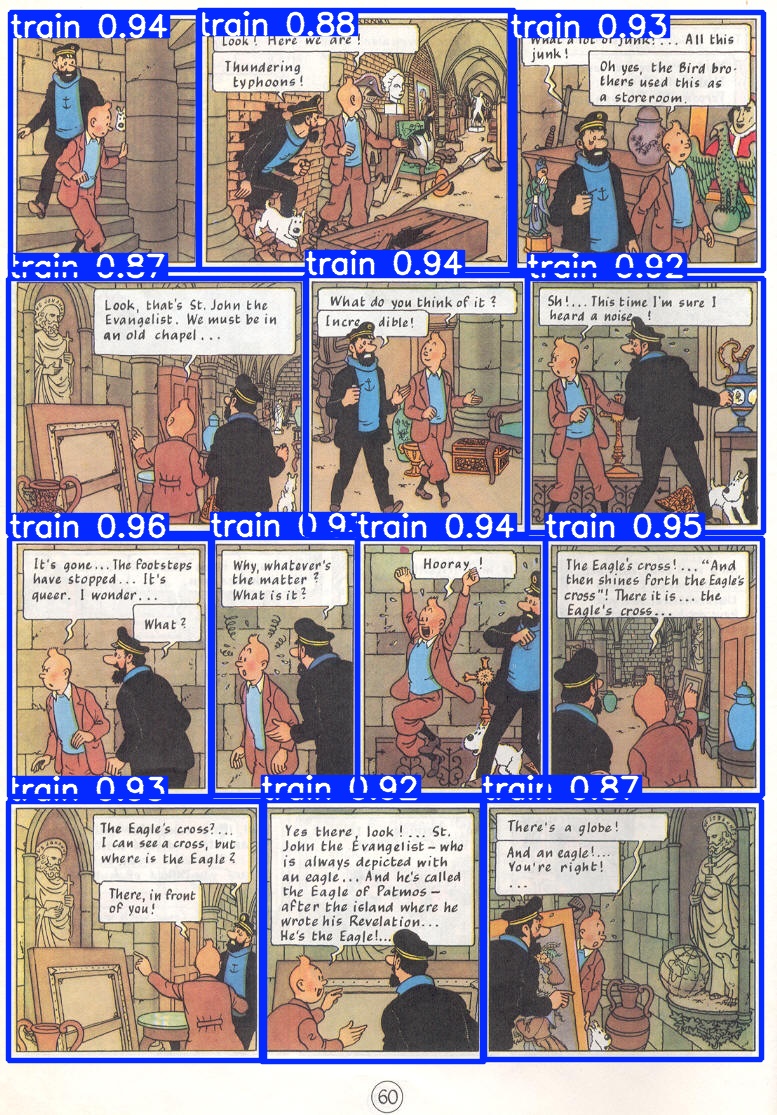 train 0.94
train 0.88
train 0.93
Look! Here we are!
Thundering
typhoons!
What a lot of junk!... All this
junk!
Oh yes, the Bird bro-
thers used this as
a storeroom.
train 0.87
train 0.94
train 0.92
Look, that's St. John the
Evangelist. We must be in
an old chapel...
What do you think of it?
Incre dible!
Sh!... This time I'm sure I
heard a noise !
train 0.96
train 0.9
train 0.94
train 0.95
It's gone... The footsteps
have stopped... It's
queer. I wonder...
What?
Why, whatever's
the matter?
What is it?
Hooray !
The Eagle's cross!... "And
then shines forth the Eagle's
cross"! There it is... the
Eagle's cross...
train 0.93
train 0.92
train 0.87
The Eagle's cross?...
I can see a cross, but
where is the Eagle?
There, in front
of you!
Yes there, look!... St.
John the Evangelist - who
is always depicted with
an eagle... And he's called
the Eagle of Patmos -
after the island where he
wrote his Revelation...
He's the Eagle!...
There's a globe!
And an eagle!...
You're right!
...
60